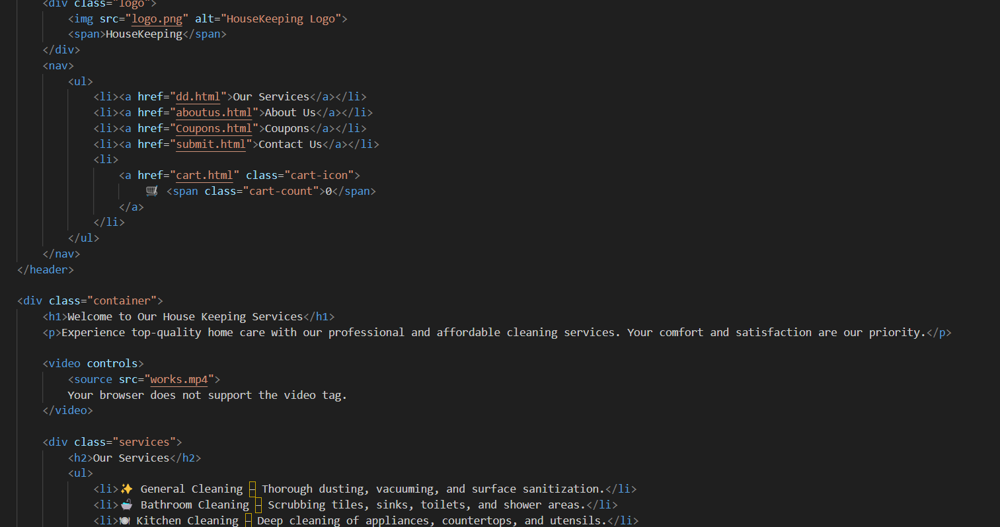 <div class="logo">
<img src="logo.png" alt="HouseKeeping Logo">
<span>HouseKeeping</span>
</div>
<nav>
<ul>
<li><a href="dd.html">Our Services</a></li>
<li><a href="aboutus.html">About Us</a></li>
<li><a href="Coupons.html">Coupons</a></li>
<li><a href="submit.html">Contact Us</a></li>
<li>
<a href="cart.html" class="cart-icon">
🛒 <span class="cart-count">0</span>
</a>
</li>
</ul>
</nav>
</header>
<div class="container">
<h1>Welcome to Our House Keeping Services</h1>
<p>Experience top-quality home care with our professional and affordable cleaning services. Your comfort and satisfaction are our priority.</p>
<video controls>
<source src="works.mp4">
Your browser does not support the video tag.
</video>
<div class="services">
<h2>Our Services</h2>
<ul>
<li>✨ General Cleaning – Thorough dusting, vacuuming, and surface sanitization.</li>
<li>🛁 Bathroom Cleaning – Scrubbing tiles, sinks, toilets, and shower areas.</li>
<li>🍽 Kitchen Cleaning – Deep cleaning of appliances, countertops, and utensils.</li>